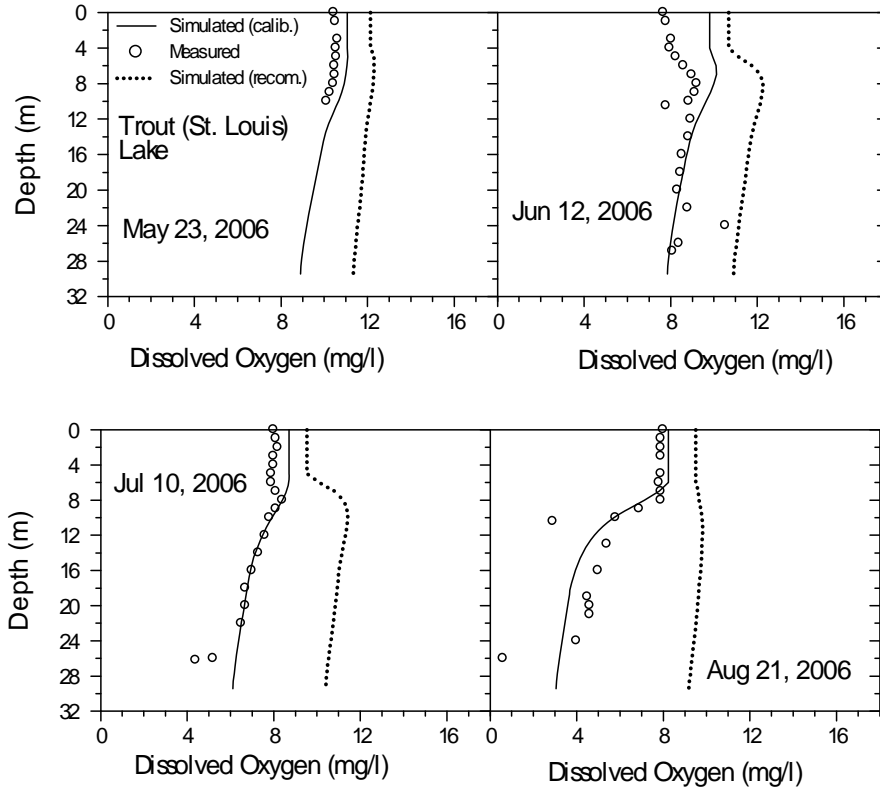 0
4
8
12
16
20
24
28
32
Depth (m)
Simulated (calib.)
Measured
Simulated (recom.)
Trout (St. Louis)
Lake
May 23, 2006
0 4 8 12 16
Dissolved Oxygen (mg/l)
Jun 12, 2006
0 4 8 12 16
Dissolved Oxygen (mg/l)
0
4
8
12
16
20
24
28
32
Depth (m)
Jul 10, 2006
0 4 8 12 16
Dissolved Oxygen (mg/l)
Aug 21, 2006
0 4 8 12 16
Dissolved Oxygen (mg/l)